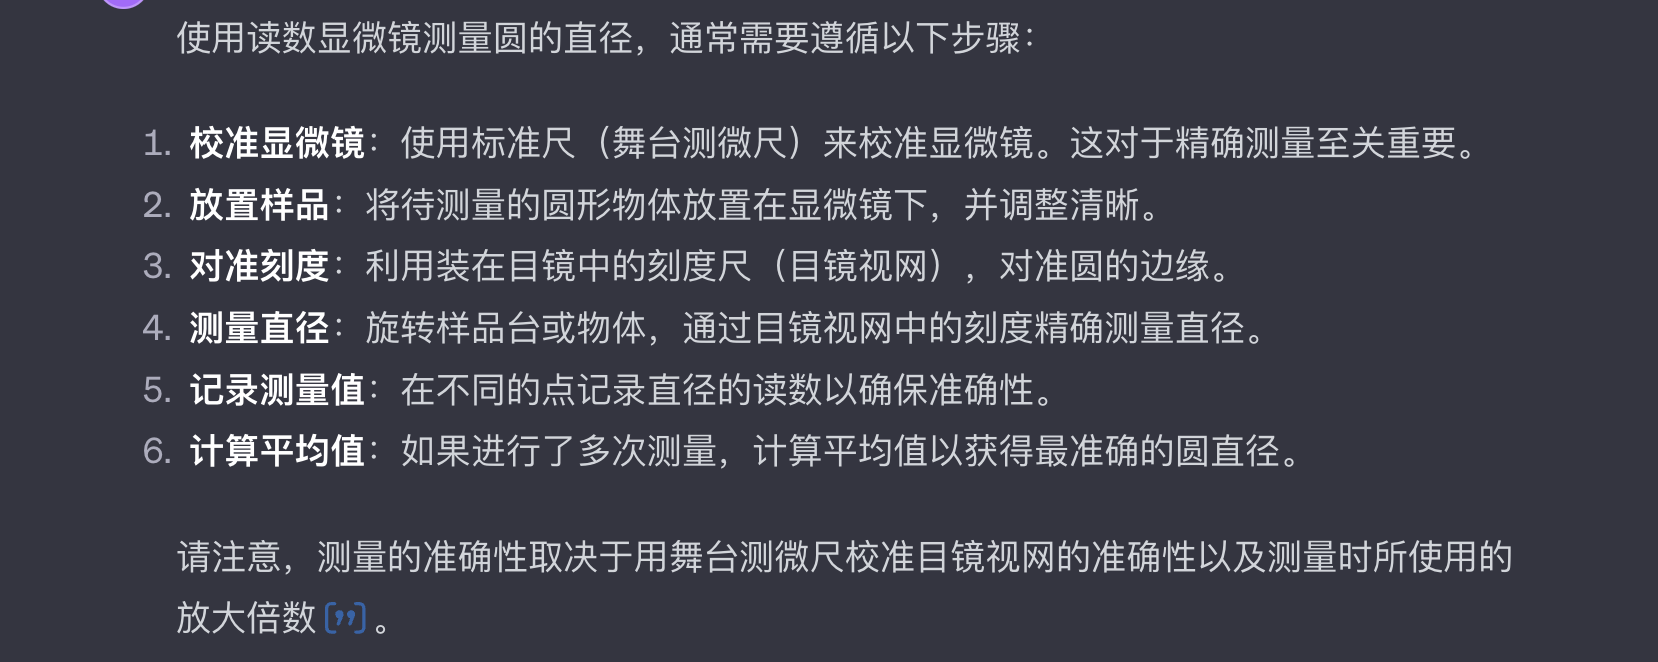 使用读数显微镜测量圆的直径，通常需要遵循以下步骤：
1. 校准显微镜：使用标准尺（舞台测微尺）来校准显微镜。这对于精确测量至关重要。
2. 放置样品：将待测量的圆形物体放置在显微镜下，并调整清晰。
3. 对准刻度：利用装在目镜中的刻度尺（目镜视网），对准圆的边缘。
4. 测量直径：旋转样品台或物体，通过目镜视网中的刻度精确测量直径。
5. 记录测量值：在不同的点记录直径的读数以确保准确性。
6. 计算平均值：如果进行了多次测量，计算平均值以获得最准确的圆直径。
请注意，测量的准确性取决于用舞台测微尺校准目镜视网的准确性以及测量时所使用的
放大倍数 [”] 。